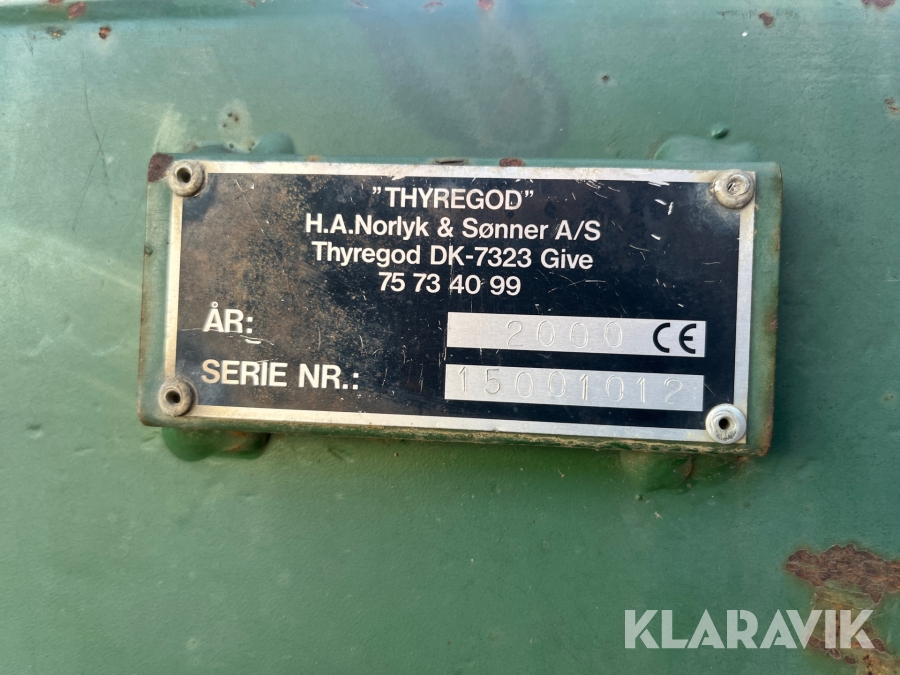 "THYREGOD"
H.A.Norlyk & Sønner A/S
Thyregod DK-7323 Give
75 73 40 99
ÅR: 2000 CE
SERIE NR.: 15001012
KLARAVIK